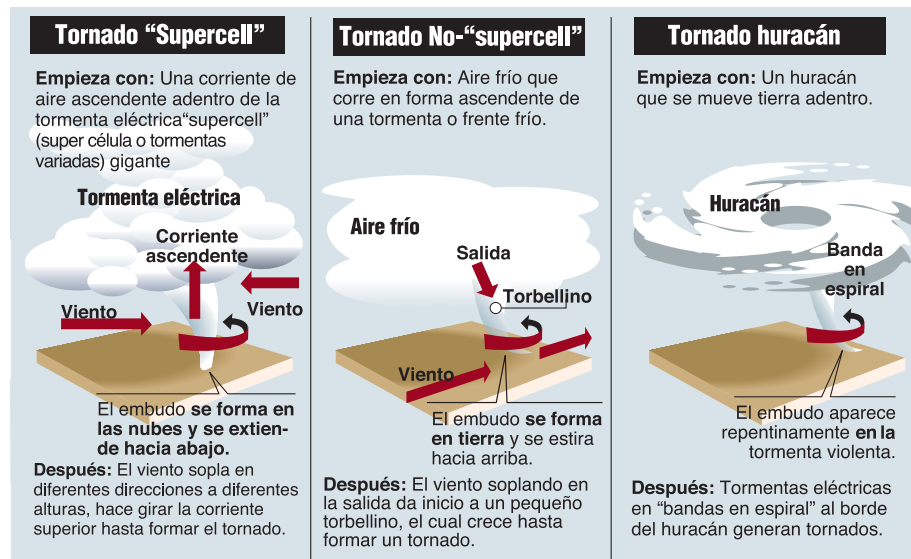 Tornado “Supercell”
Empieza con: Una corriente de
aire ascendente adentro de la
tormenta eléctrica“supercell”
(super célula o tormentas
variadas) gigante
Tormenta eléctrica
Corriente
ascendente
Viento
Viento
El embudo se forma en
las nubes y se extien-
de hacia abajo.
Después: El viento sopla en
diferentes direcciones a diferentes
alturas, hace girar la corriente
superior hasta formar el tornado.
Tornado No-“supercell”
Empieza con: Aire frío que
corre en forma ascendente de
una tormenta o frente frío.
Aire frío
Salida
Torbellino
Viento
El embudo se forma
en tierra y se estira
hacia arriba.
Después: El viento soplando en
la salida da inicio a un pequeño
torbellino, el cual crece hasta
formar un tornado.
Tornado huracán
Empieza con: Un huracán
que se mueve tierra adentro.
Huracán
Banda
en
espiral
El embudo aparece
repentinamente en la
tormenta violenta.
Después: Tormentas eléctricas
en “bandas en espiral” al borde
del huracán generan tornados.